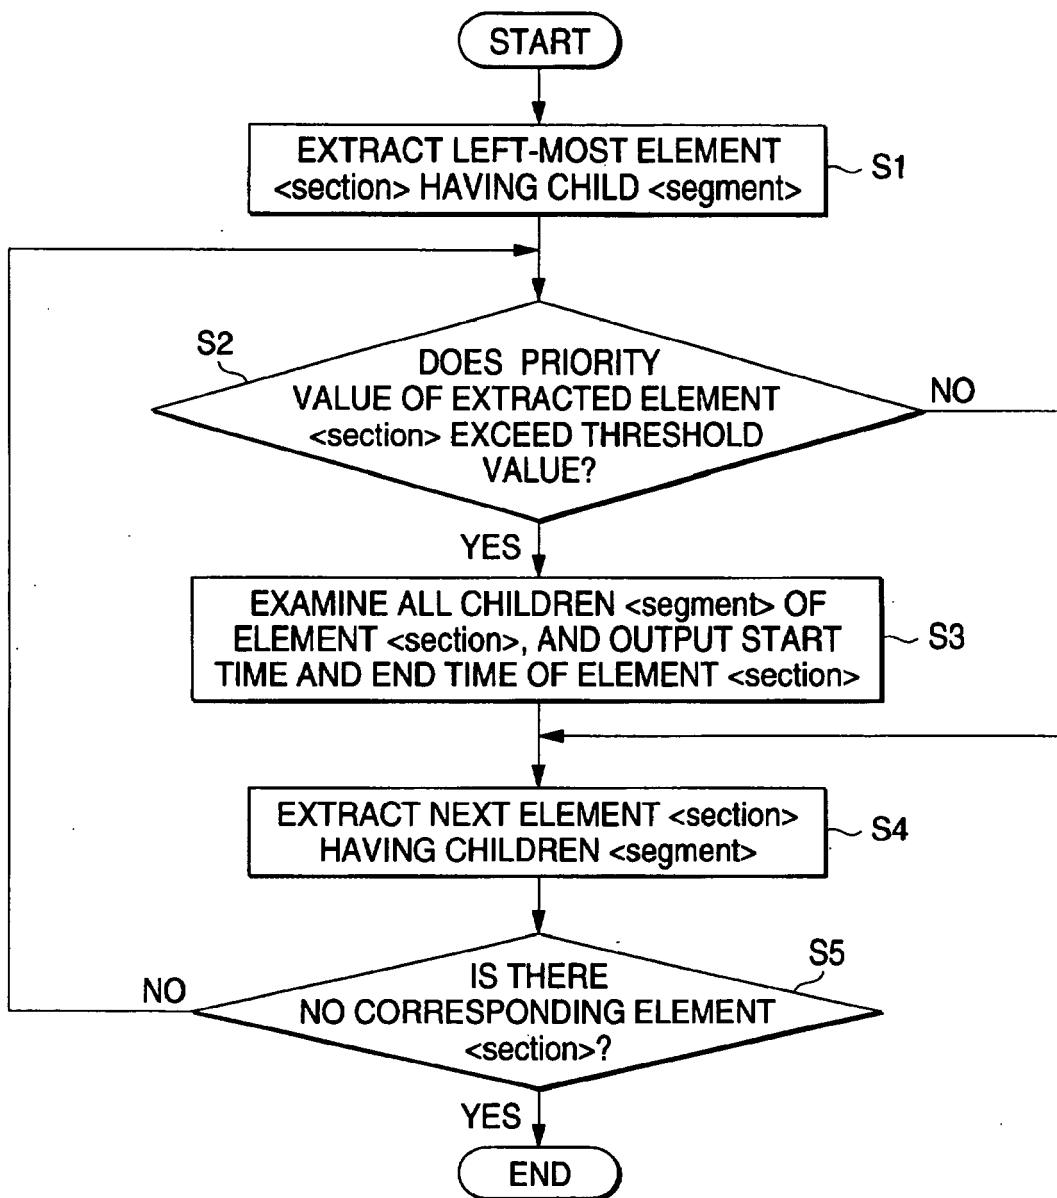 START
EXTRACT LEFT-MOST ELEMENT
<section> HAVING CHILD <segment>
S1
S2
DOES PRIORITY
VALUE OF EXTRACTED ELEMENT
<section> EXCEED THRESHOLD
VALUE?
NO
YES
EXAMINE ALL CHILDREN <segment> OF
ELEMENT <section>, AND OUTPUT START
TIME AND END TIME OF ELEMENT <section>
S3
EXTRACT NEXT ELEMENT <section>
HAVING CHILDREN <segment>
S4
S5
IS THERE
NO CORRESPONDING ELEMENT
<section>?
NO
YES
END